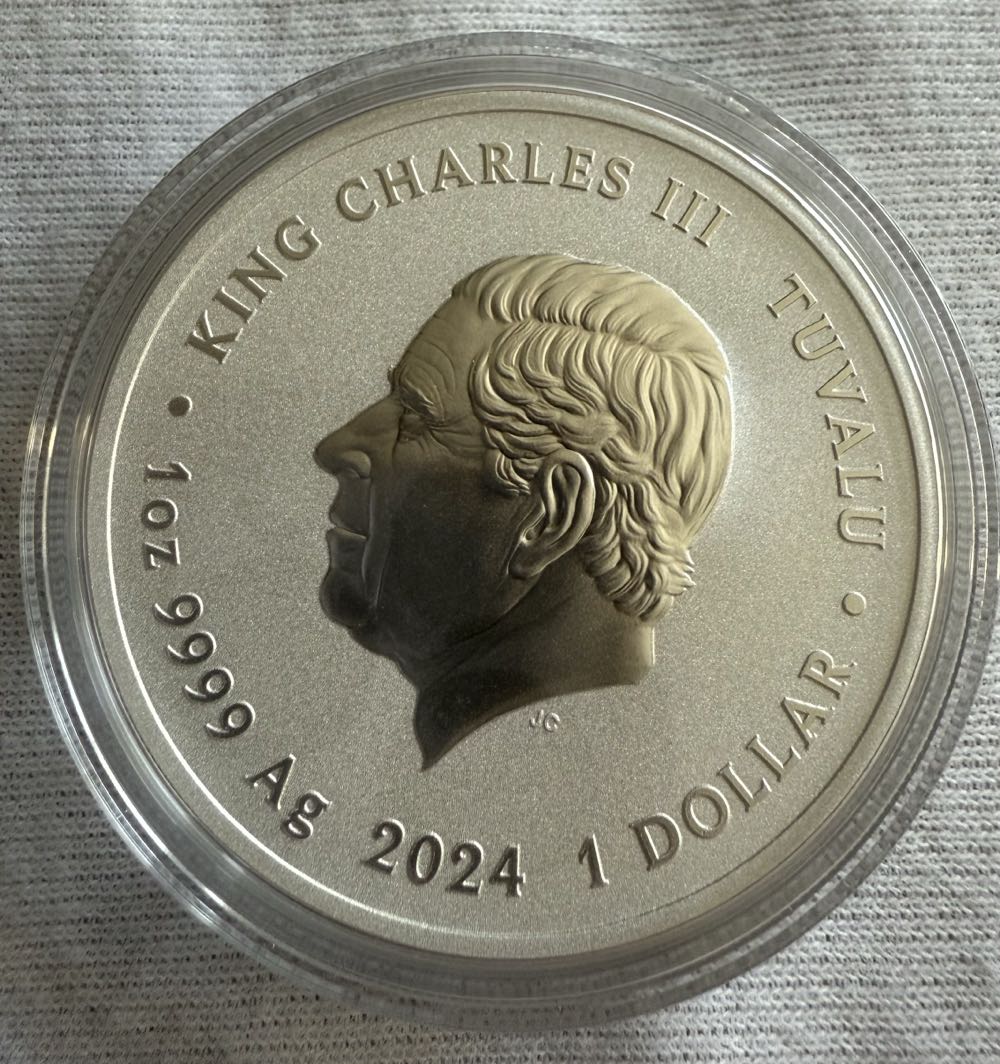 KING CHARLES III TUVALU
• 1oz 9999 Ag 2024 1 DOLLAR •
JC